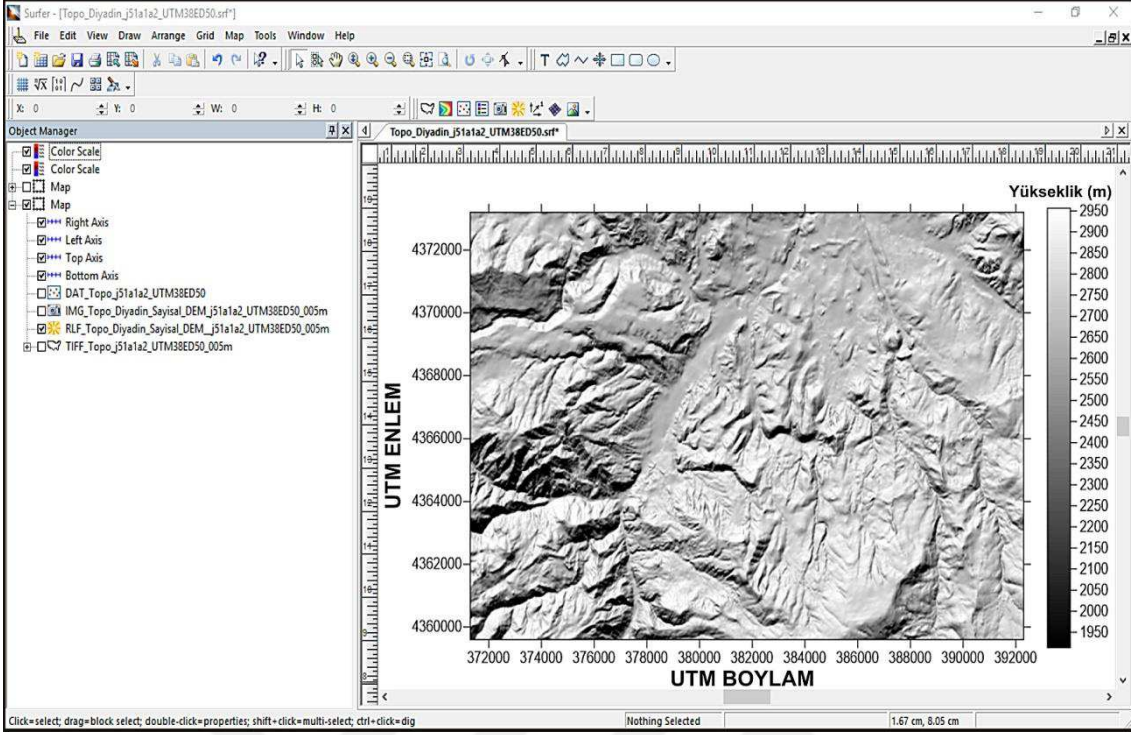 Surfer - [Topo_Diyadin_j51a1a2_UTM38ED50.srf*]
File Edit View Draw Arrange Grid Map Tools Window Help
X: 0 Y: 0 W: 0 H: 0
Object Manager
Topo_Diyadin_j51a1a2_UTM38ED50.srf*
Color Scale
Color Scale
Map
Map
Right Axis
Left Axis
Top Axis
Bottom Axis
DAT_Topo_j51a1a2_UTM38ED50
IMG_Topo_Diyadin_Sayisal_DEM_j51a1a2_UTM38ED50_005m
RLF_Topo_Diyadin_Sayisal_DEM__j51a1a2_UTM38ED50_005m
TIFF_Topo_j51a1a2_UTM38ED50_005m
Yükseklik (m)
2950
2900
2850
2800
2750
2700
2650
2600
2550
2500
2450
2400
2350
2300
2250
2200
2150
2100
2050
2000
1950
UTM ENLEM
4372000
4370000
4368000
4366000
4364000
4362000
4360000
372000 374000 376000 378000 380000 382000 384000 386000 388000 390000 392000
UTM BOYLAM
Click=select; drag=block select; double-click=properties; shift+click=multi-select; ctrl+click=dig
Nothing Selected
1.67 cm, 8.05 cm